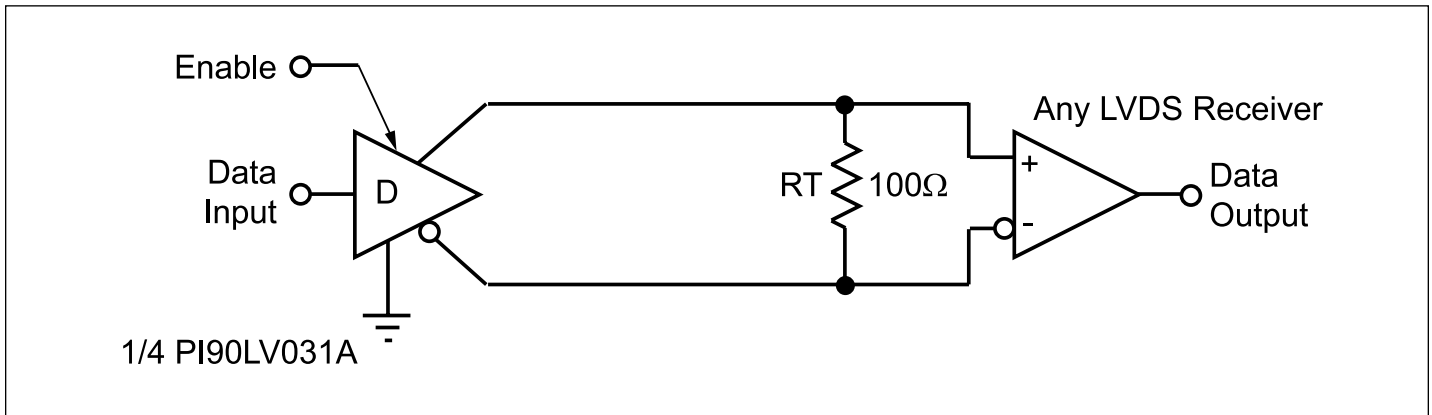 Enable
Any LVDS Receiver
Data
Input
D
RT
100Ω
+
-
Data
Output
1/4 PI90LV031A